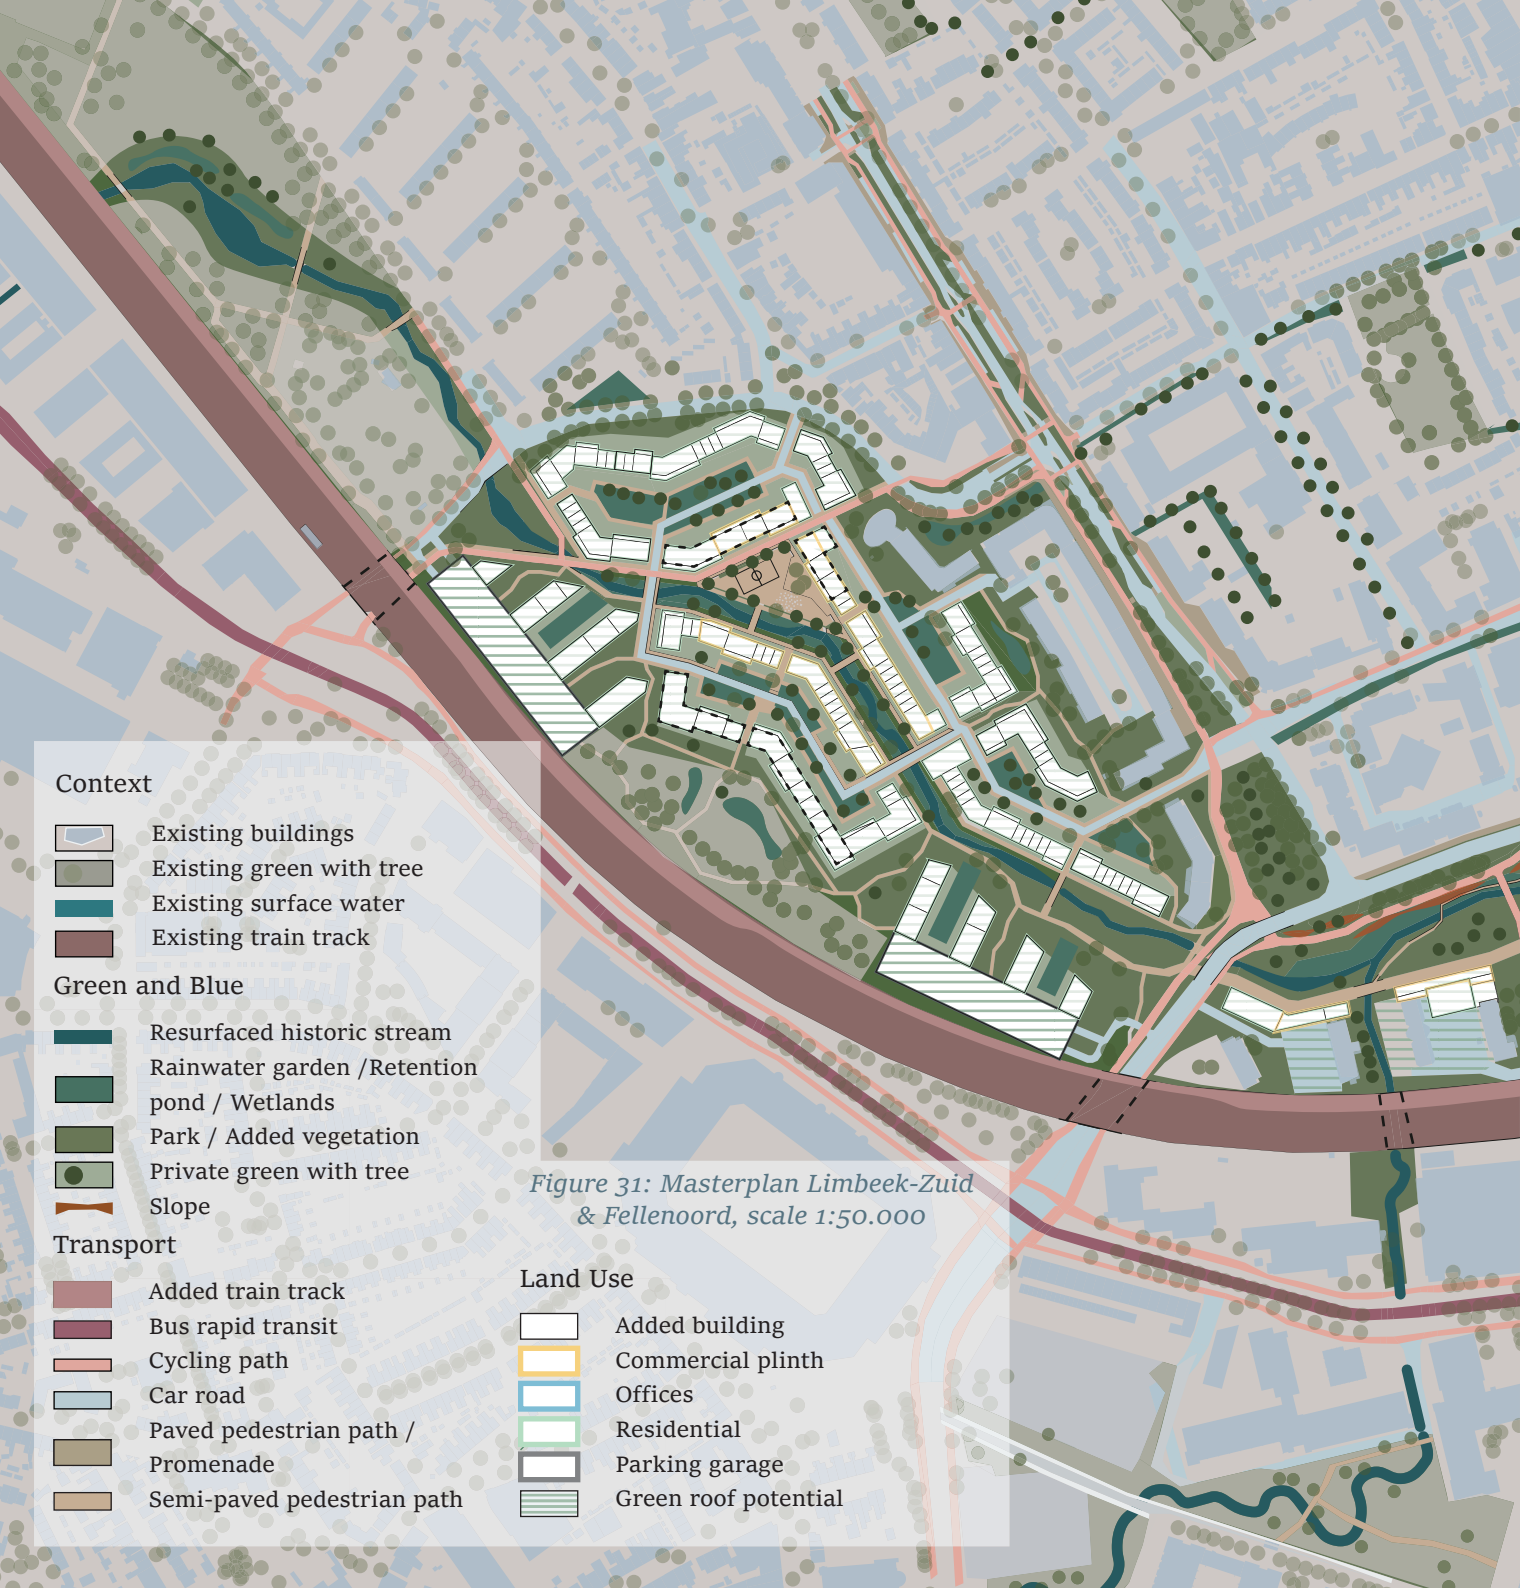 Context
Existing buildings
Existing green with tree
Existing surface water
Existing train track
Green and Blue
Resurfaced historic stream
Rainwater garden /Retention
pond / Wetlands
Park / Added vegetation
Private green with tree
Slope
Transport
Added train track
Bus rapid transit
Cycling path
Car road
Paved pedestrian path /
Promenade
Semi-paved pedestrian path
Figure 31: Masterplan Limbeek-Zuid
& Fellenoord, scale 1:50.000
Land Use
Added building
Commercial plinth
Offices
Residential
Parking garage
Green roof potential